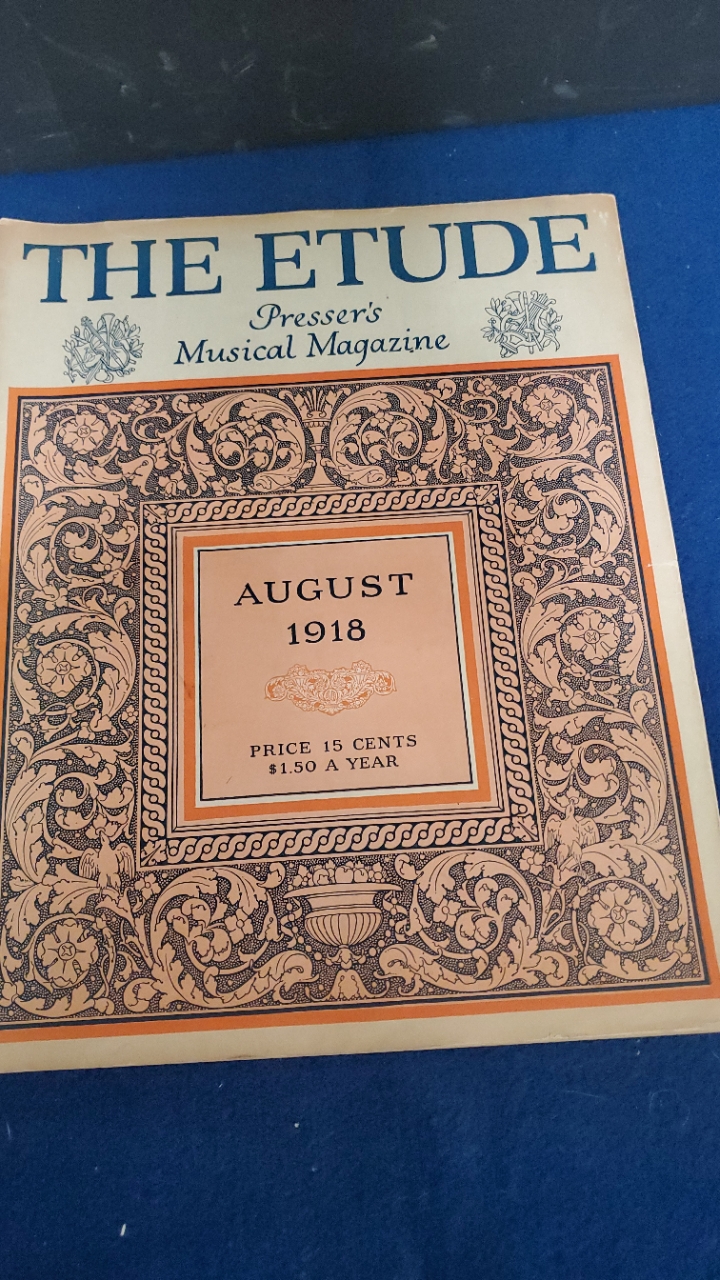 THE ETUDE
Presser's
Musical Magazine
AUGUST
1918
PRICE 15 CENTS
$1.50 A YEAR